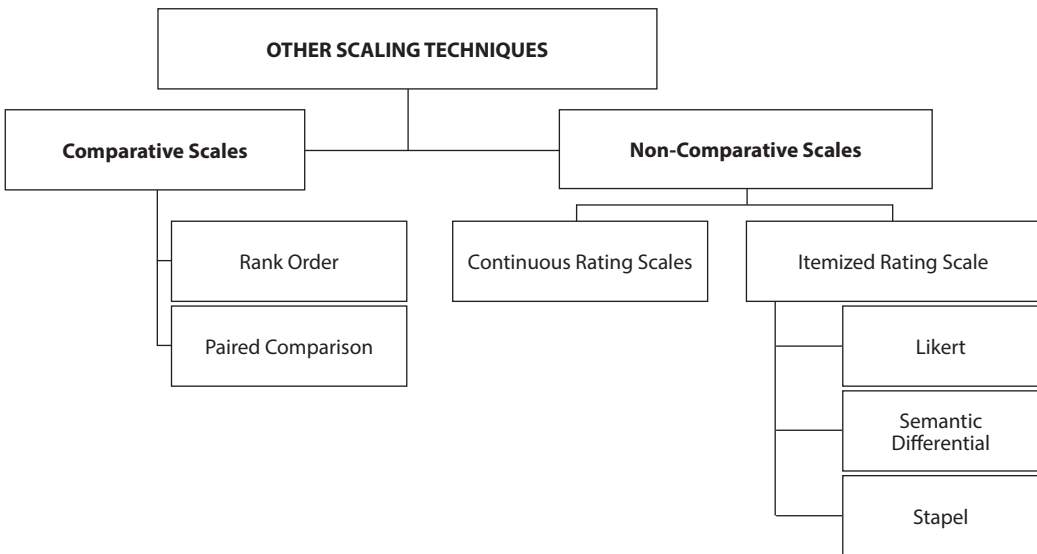 OTHER SCALING TECHNIQUES
Comparative Scales
Non-Comparative Scales
Rank Order
Continuous Rating Scales
Itemized Rating Scale
Paired Comparison
Likert
Semantic
Differential
Stapel